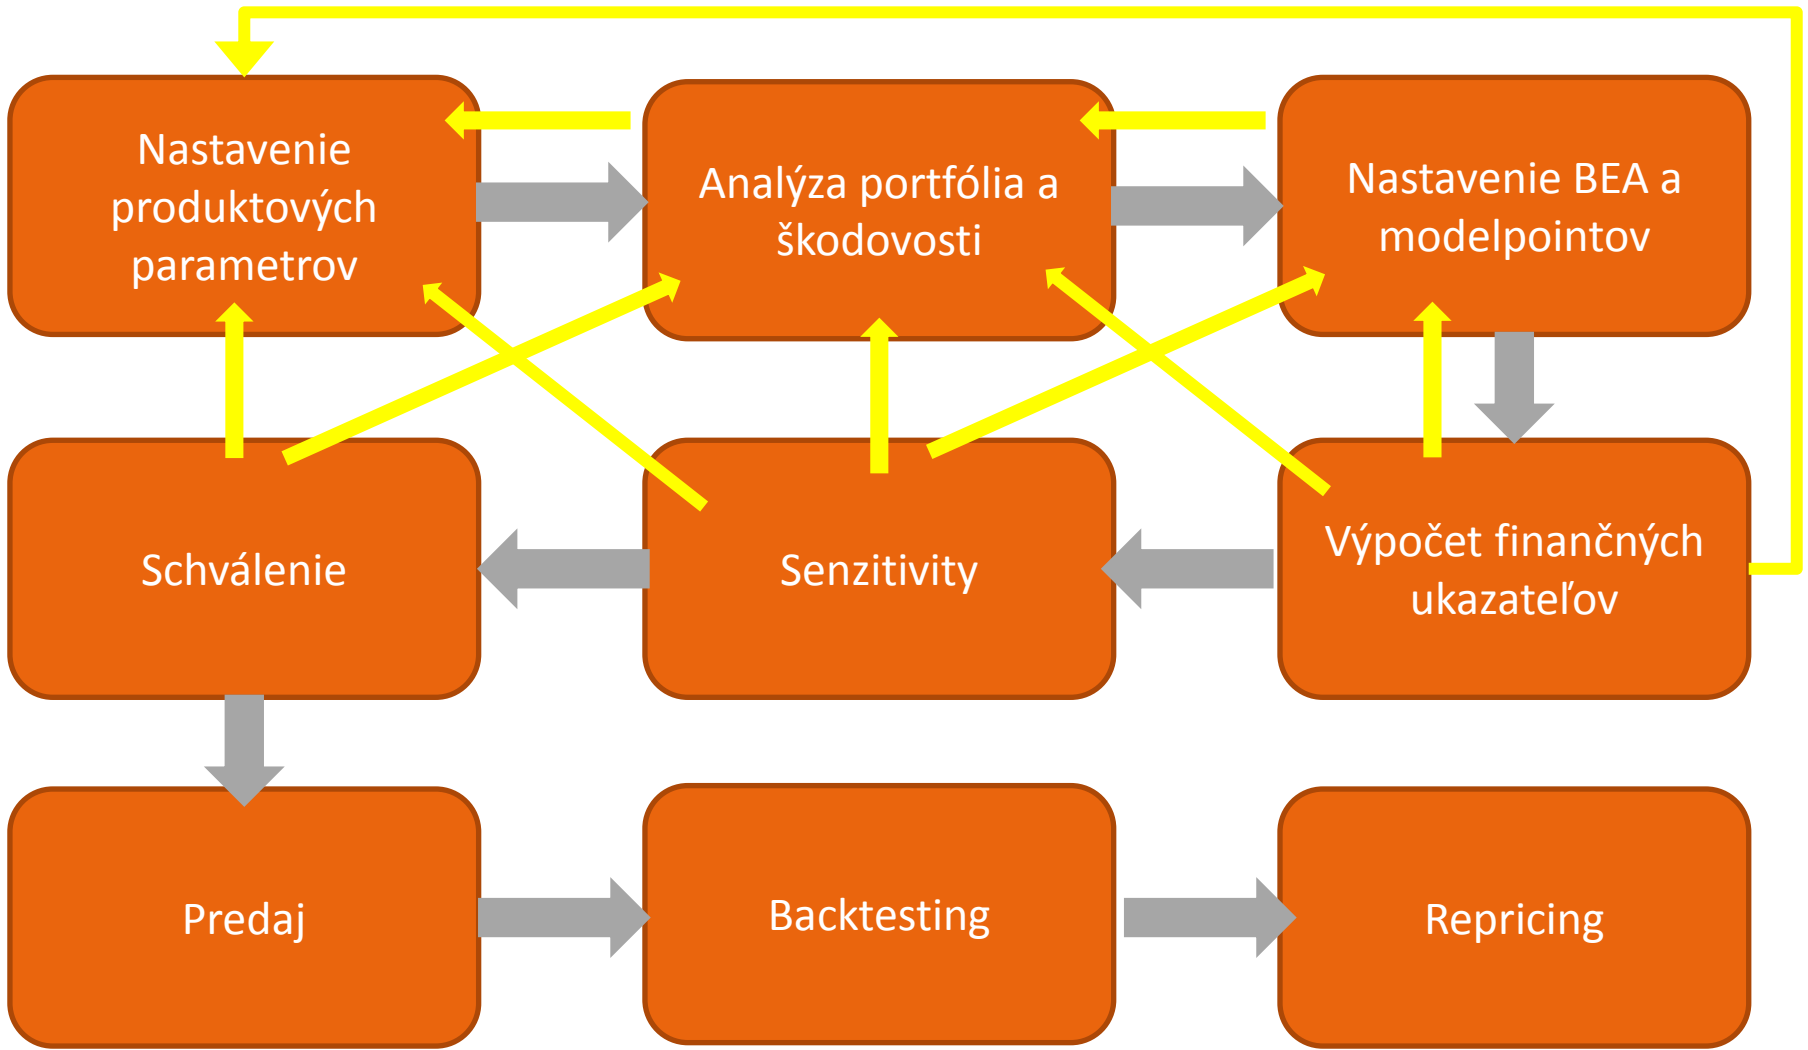 Nastavenie
produktových
parametrov
Analýza portfólia a
škodovosti
Nastavenie BEA a
modelpointov
Schválenie
Senzitivity
Výpočet finančných
ukazateľov
Predaj
Backtesting
Repricing